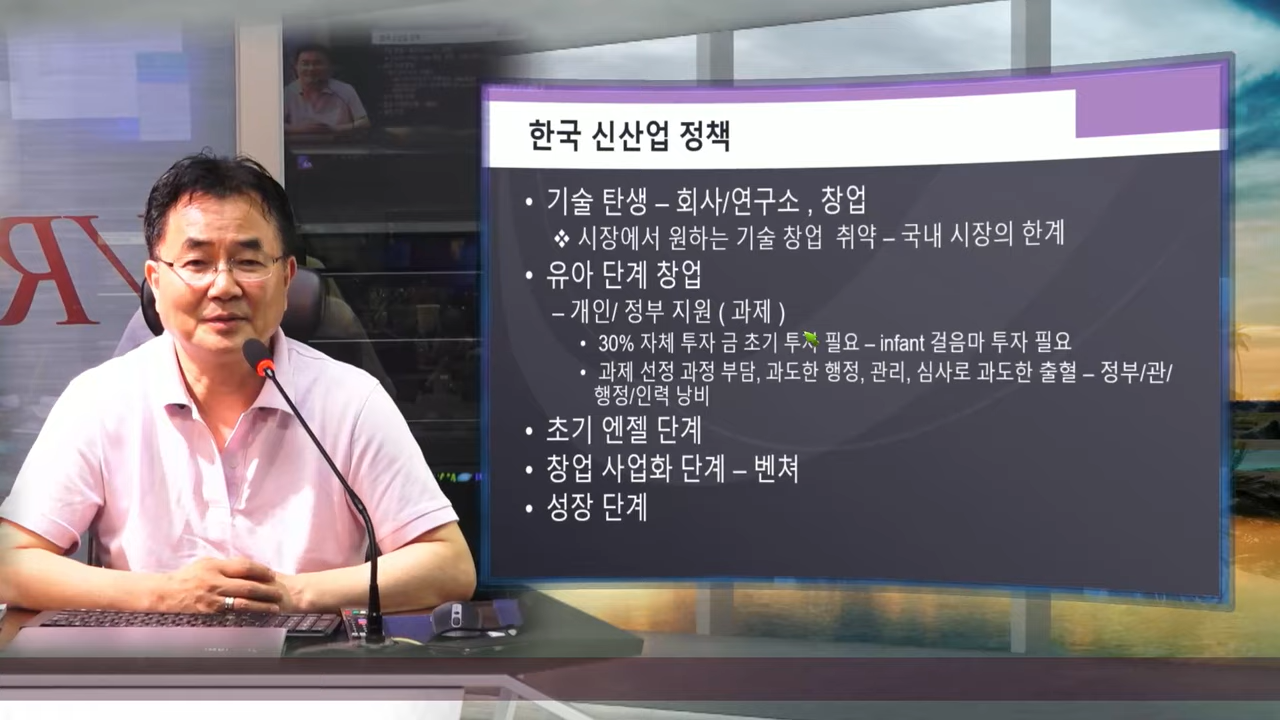 한국 신산업 정책
• 기술 탄생 – 회사/연구소 , 창업
❖ 시장에서 원하는 기술 창업 취약 – 국내 시장의 한계
• 유아 단계 창업
– 개인/ 정부 지원 ( 과제 )
• 30% 자체 투자 금 초기 투자 필요 – infant 걸음마 투자 필요
• 과제 선정 과정 부담, 과도한 행정, 관리, 심사로 과도한 출혈 – 정부/관/
행정/인력 낭비
• 초기 엔젤 단계
• 창업 사업화 단계 – 벤쳐
• 성장 단계